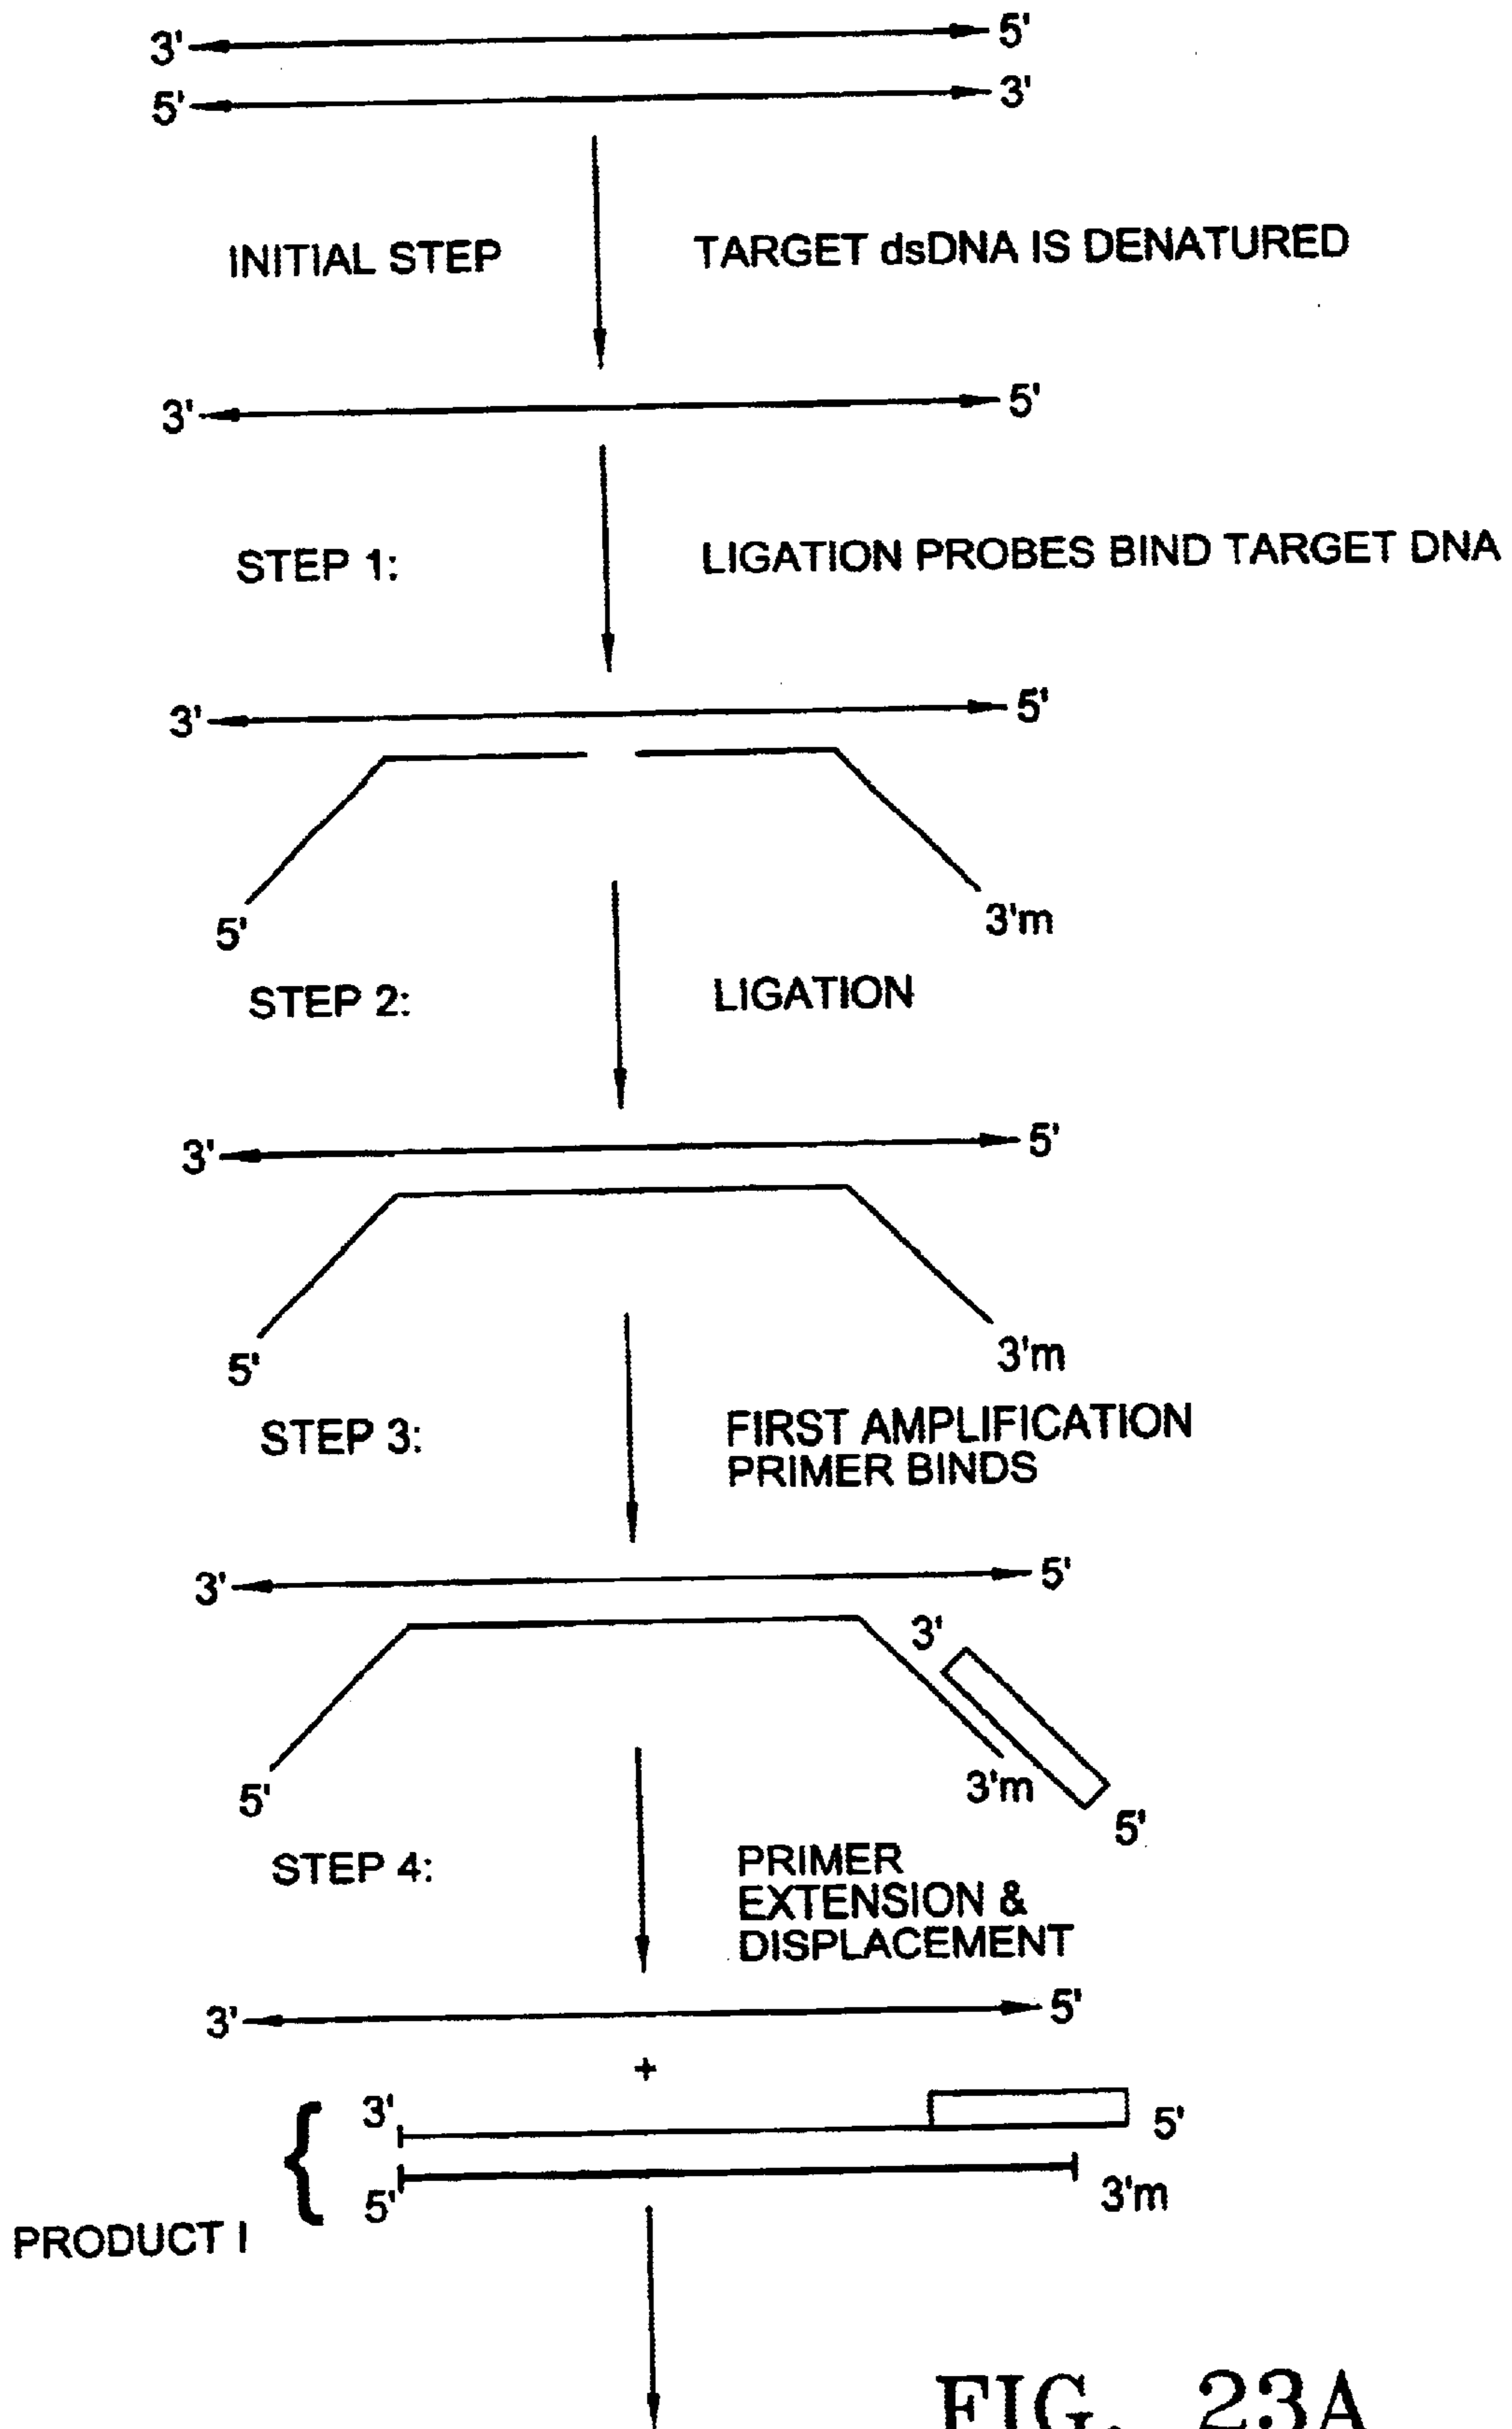 3' 5'
5' 3'
INITIAL STEP TARGET dsDNA IS DENATURED
3' 5'
STEP 1: LIGATION PROBES BIND TARGET DNA
3' 5'
5' 3'm
STEP 2: LIGATION
3' 5'
5' 3'm
STEP 3: FIRST AMPLIFICATION
PRIMER BINDS
3' 5'
3'
5' 3'm 5'
STEP 4: PRIMER
EXTENSION &
DISPLACEMENT
3' 5'
+
3' 5'
5' 3'm
PRODUCT I
FIG. 23A